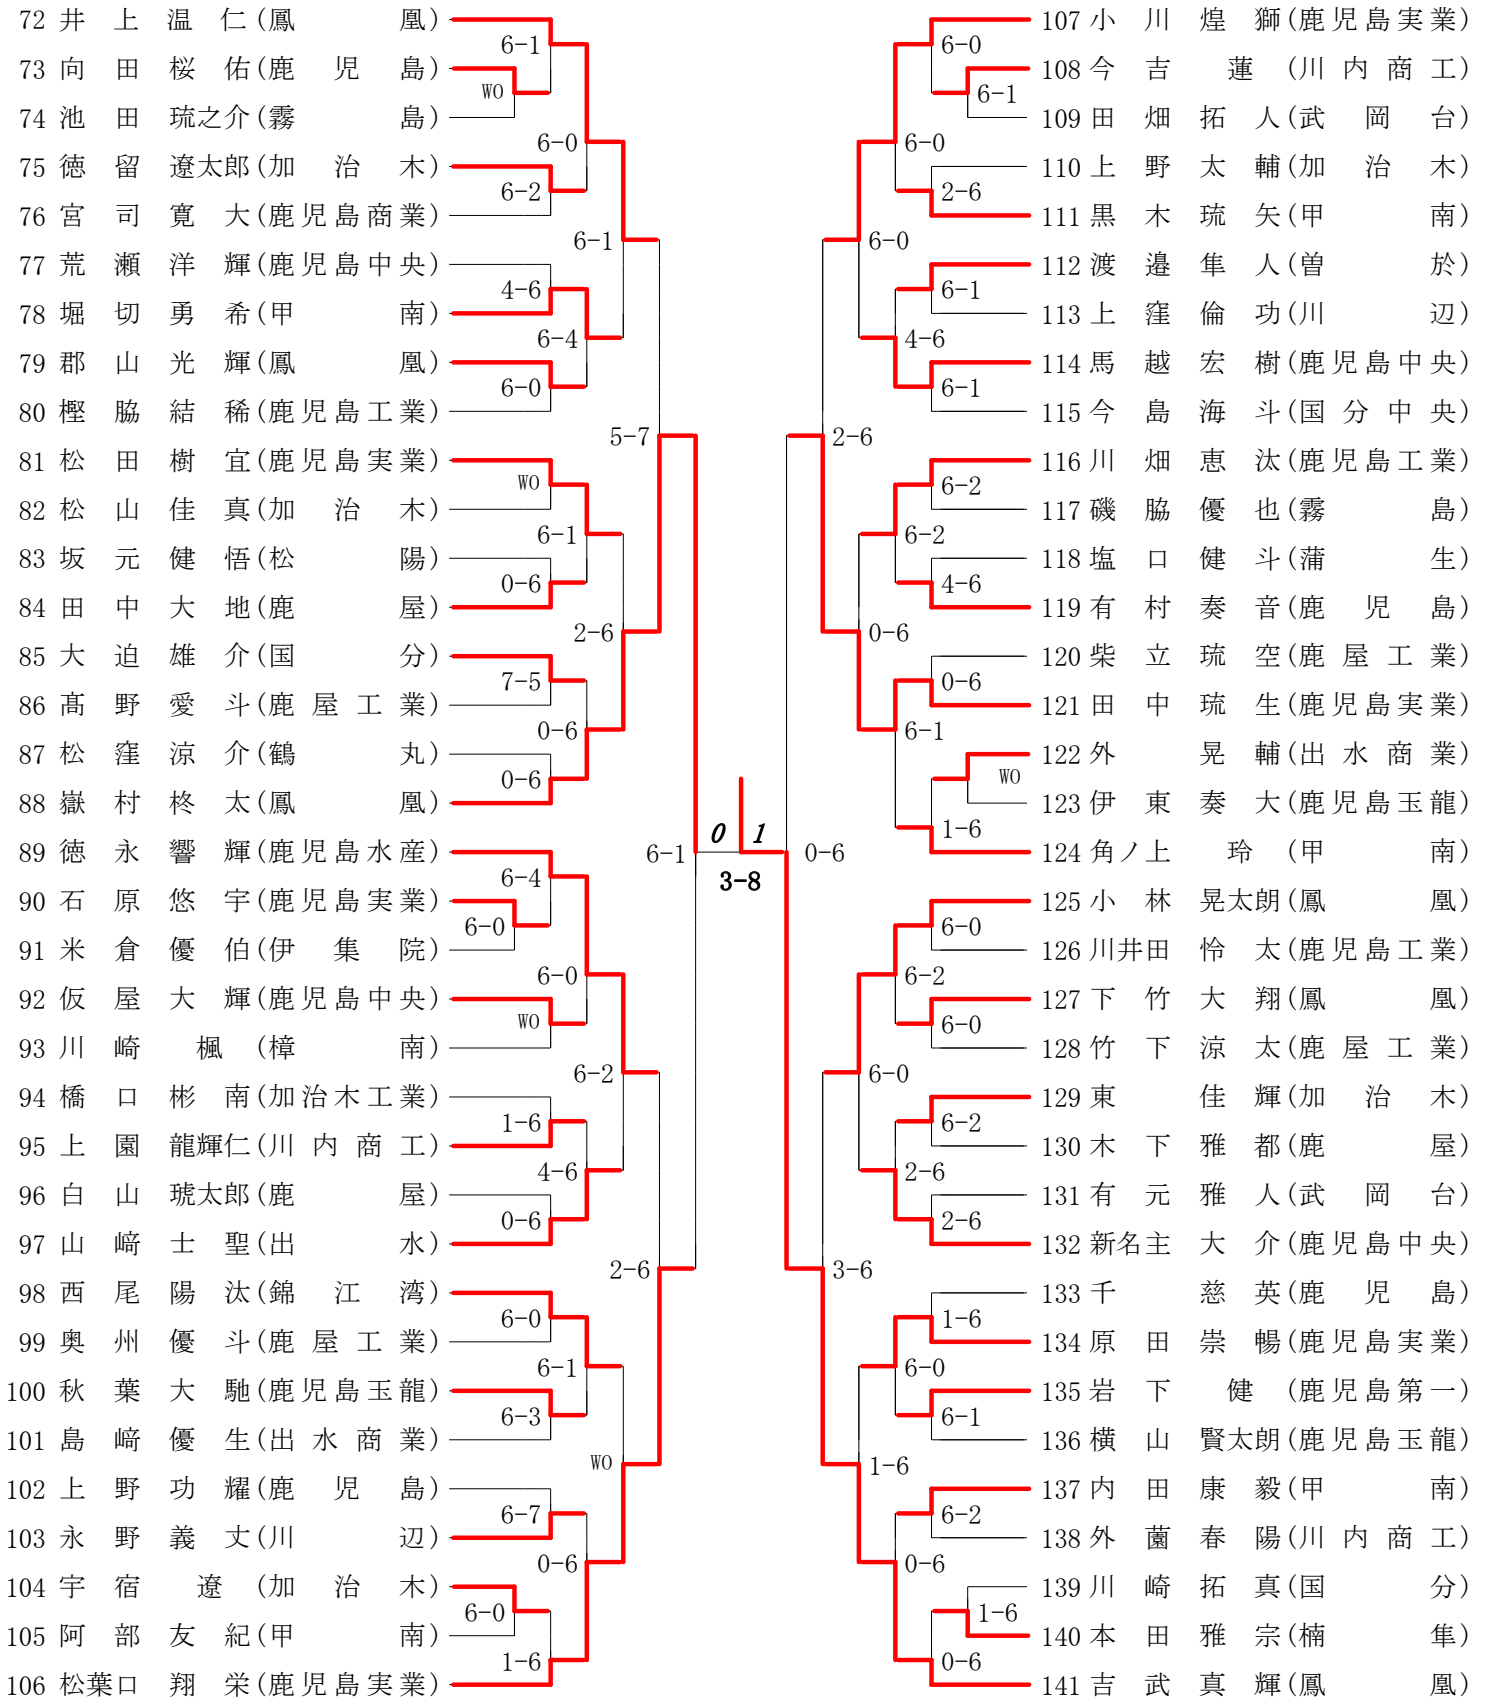 72 井上温仁(鳳凰)
6-1
73 向田桜佑(鹿児島)
WO
74 池田琉之介(霧島)
6-0
75 徳留遼太郎(加治木)
6-2
76 宮司寛大(鹿児島商業)
6-1
77 荒瀬洋輝(鹿児島中央)
4-6
78 堀切勇希(甲南)
6-4
79 郡山光輝(鳳凰)
6-0
80 樫脇結稀(鹿児島工業)
5-7
81 松田樹宜(鹿児島実業)
WO
82 松山佳真(加治木)
6-1
83 坂元健悟(松陽)
0-6
84 田中大地(鹿屋)
2-6
85 大迫雄介(国分)
7-5
86 髙野愛斗(鹿屋工業)
0-6
87 松窪涼介(鶴丸)
0-6
88 嶽村柊太(鳳凰)
89 徳永響輝(鹿児島水産)
6-1
6-4
90 石原悠宇(鹿児島実業)
6-0
91 米倉優伯(伊集院)
6-0
92 仮屋大輝(鹿児島中央)
WO
93 川崎楓(樟南)
6-2
94 橋口彬南(加治木工業)
1-6
95 上園龍輝仁(川内商工)
4-6
96 白山琥太郎(鹿屋)
0-6
97 山﨑士聖(出水)
2-6
98 西尾陽汰(錦江湾)
6-0
99 奥州優斗(鹿屋工業)
6-1
100 秋葉大馳(鹿児島玉龍)
6-3
101 島﨑優生(出水商業)
WO
102 上野功耀(鹿児島)
6-7
103 永野義丈(川辺)
0-6
104 宇宿遼(加治木)
6-0
105 阿部友紀(甲南)
1-6
106 松葉口翔栄(鹿児島実業)
0 1
3-8
107 小川煌獅(鹿児島実業)
6-0
108 今吉蓮(川内商工)
6-1
109 田畑拓人(武岡台)
6-0
110 上野太輔(加治木)
2-6
111 黒木琉矢(甲南)
6-0
112 渡邉隼人(曽於)
6-1
113 上窪倫功(川辺)
4-6
114 馬越宏樹(鹿児島中央)
6-1
115 今島海斗(国分中央)
2-6
116 川畑恵汰(鹿児島工業)
6-2
117 磯脇優也(霧島)
6-2
118 塩口健斗(蒲生)
4-6
119 有村奏音(鹿児島)
0-6
120 柴立琉空(鹿屋工業)
0-6
121 田中琉生(鹿児島実業)
6-1
122 外晃輔(出水商業)
WO
123 伊東奏大(鹿児島玉龍)
1-6
124 角ノ上玲(甲南)
0-6
125 小林晃太朗(鳳凰)
6-0
126 川井田怜太(鹿児島工業)
6-2
127 下竹大翔(鳳凰)
6-0
128 竹下涼太(鹿屋工業)
6-0
129 東佳輝(加治木)
6-2
130 木下雅都(鹿屋)
2-6
131 有元雅人(武岡台)
2-6
132 新名主大介(鹿児島中央)
3-6
133 千慈英(鹿児島)
1-6
134 原田崇暢(鹿児島実業)
6-0
135 岩下健(鹿児島第一)
6-1
136 横山賢太朗(鹿児島玉龍)
1-6
137 内田康毅(甲南)
6-2
138 外薗春陽(川内商工)
0-6
139 川崎拓真(国分)
1-6
140 本田雅宗(楠隼)
0-6
141 吉武真輝(鳳凰)